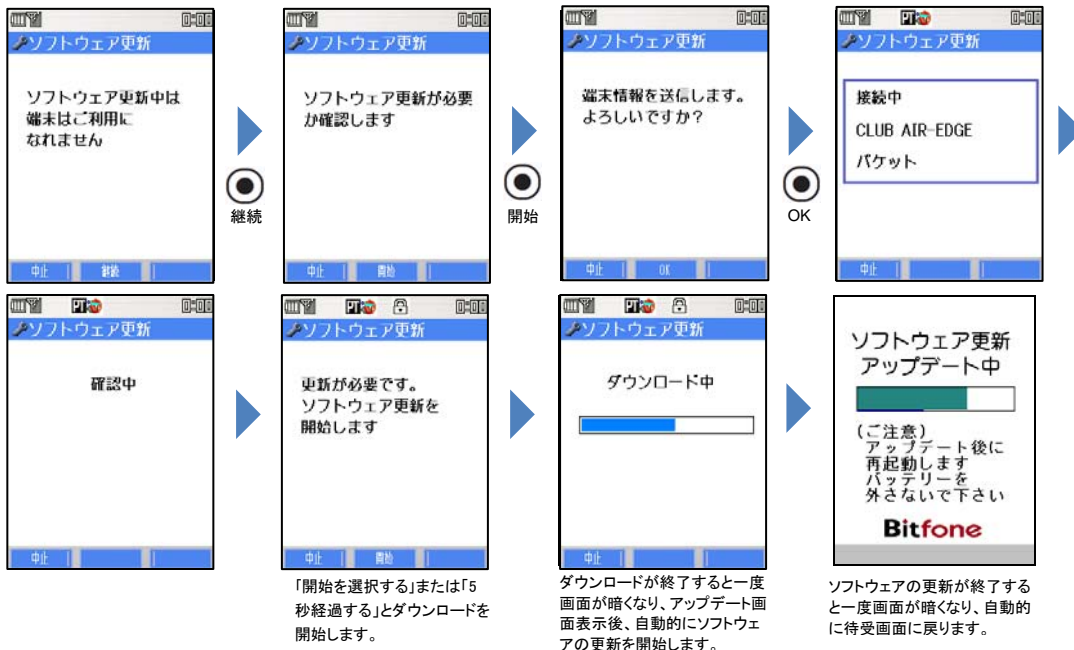 0:00
ソフトウェア更新
ソフトウェア更新中は
端末はご利用に
なれません
中止
継続
継続
0:00
ソフトウェア更新
ソフトウェア更新が必要
か確認します
中止
開始
開始
0:00
ソフトウェア更新
端末情報を送信します。
よろしいですか?
中止
OK
OK
0:00
ソフトウェア更新
接続中
CLUB AIR-EDGE
パケット
中止
0:00
ソフトウェア更新
確認中
中止
0:00
ソフトウェア更新
更新が必要です。
ソフトウェア更新を
開始します
中止
開始
「開始を選択する」または「5
秒経過する」とダウンロードを
開始します。
0:00
ソフトウェア更新
ダウンロード中
中止
ダウンロードが終了すると一度
画面が暗くなり、アップデート画
面表示後、自動的にソフトウェ
アの更新を開始します。
ソフトウェア更新
アップデート中
(ご注意)
アップデート後に
再起動します
バッテリーを
外さないで下さい
Bitfone
ソフトウェアの更新が終了する
と一度画面が暗くなり、自動的
に待受画面に戻ります。